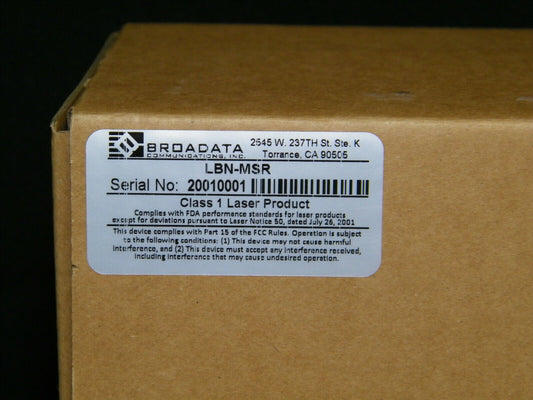 BROADATA
COMMUNICATIONS, INC.
2545 W. 237TH St. Ste. K
Torrance, CA 90505
LBN-MSR
Serial No: 20010001
Class 1 Laser Product
Complies with FDA performance standards for laser products
except for deviations pursuant to Laser Notice 50, dated July 26, 2001
This device complies with Part 15 of the FCC Rules. Operation is subject
to the following conditions: (1) This device may not cause harmful
interference, and (2) This device must accept any interference received,
including interference that may cause undesired operation.